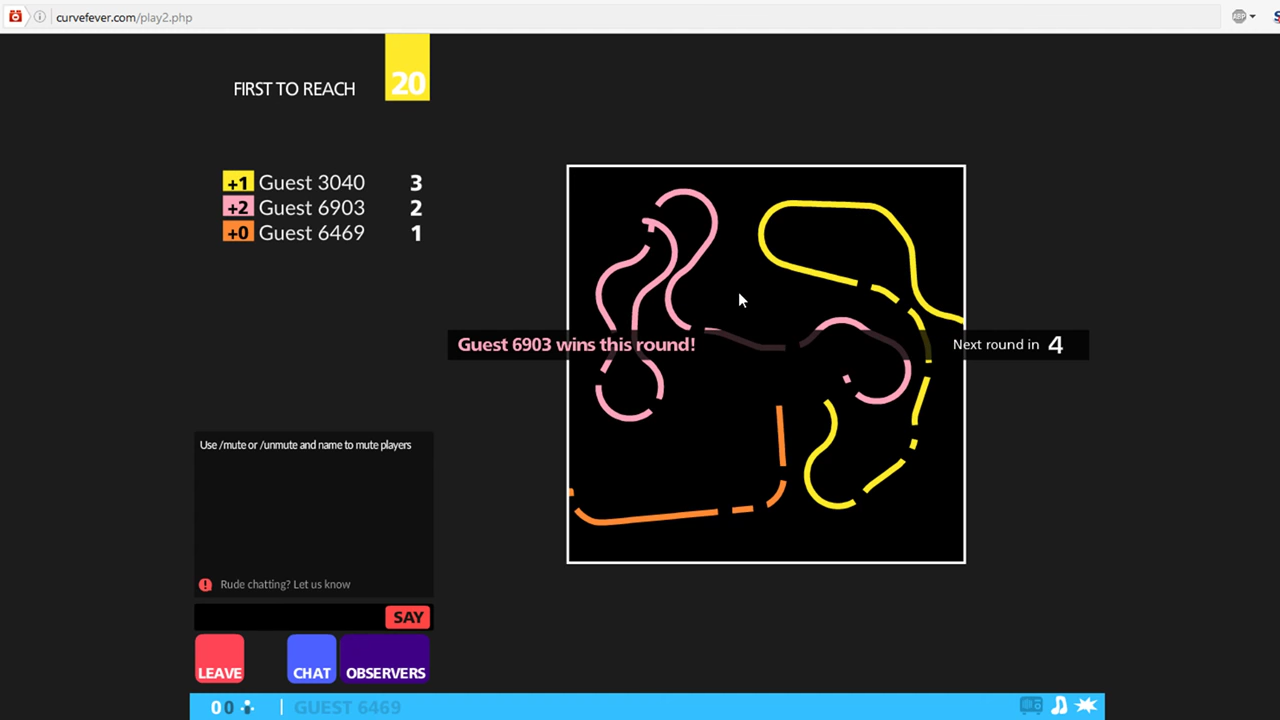 curvefever.com/play2.php
ABP
S
FIRST TO REACH 20
+1 Guest 3040 3
+2 Guest 6903 2
+0 Guest 6469 1
Guest 6903 wins this round! Next round in 4
Use /mute or /unmute and name to mute players
! Rude chatting? Let us know
SAY
LEAVE CHAT OBSERVERS
00 GUEST 6469